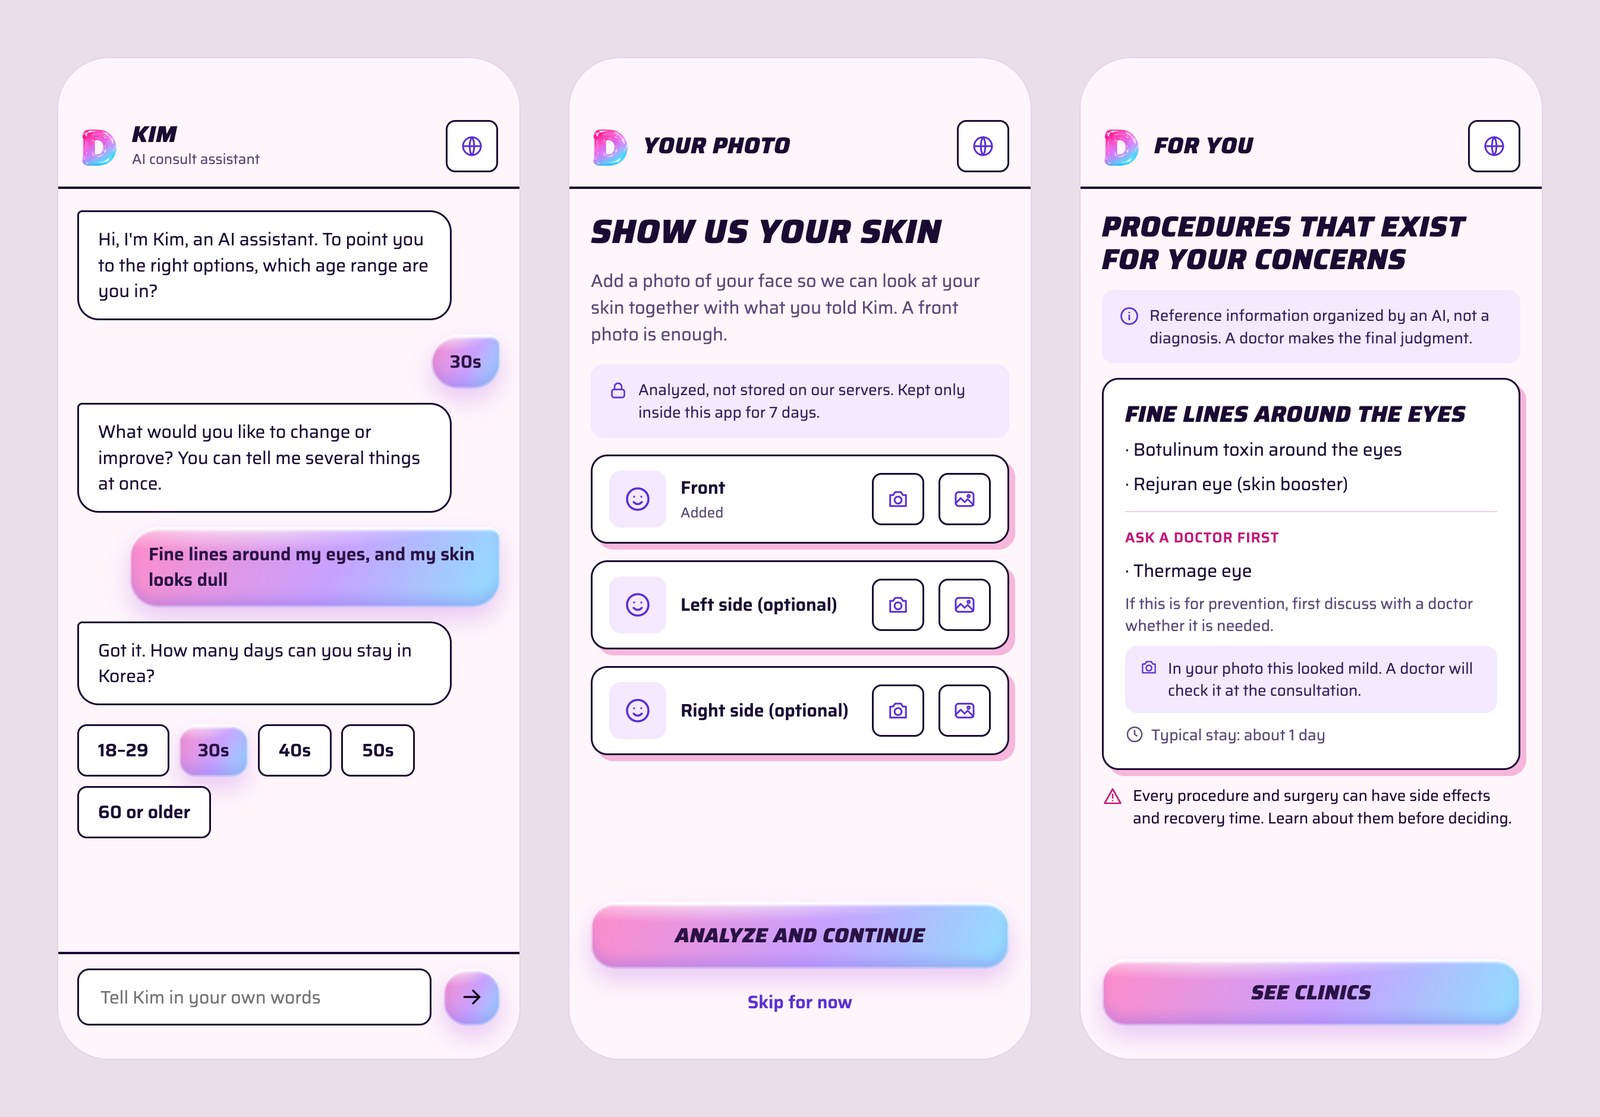 D KIM
AI consult assistant
Hi, I'm Kim, an AI assistant. To point you
to the right options, which age range are
you in?
30s
What would you like to change or
improve? You can tell me several things
at once.
Fine lines around my eyes, and my skin
looks dull
Got it. How many days can you stay in
Korea?
18–29 30s 40s 50s
60 or older
Tell Kim in your own words
D YOUR PHOTO
SHOW US YOUR SKIN
Add a photo of your face so we can look at your
skin together with what you told Kim. A front
photo is enough.
Analyzed, not stored on our servers. Kept only
inside this app for 7 days.
Front
Added
Left side (optional)
Right side (optional)
ANALYZE AND CONTINUE
Skip for now
D FOR YOU
PROCEDURES THAT EXIST
FOR YOUR CONCERNS
Reference information organized by an AI, not a
diagnosis. A doctor makes the final judgment.
FINE LINES AROUND THE EYES
· Botulinum toxin around the eyes
· Rejuran eye (skin booster)
ASK A DOCTOR FIRST
· Thermage eye
If this is for prevention, first discuss with a doctor
whether it is needed.
In your photo this looked mild. A doctor will
check it at the consultation.
Typical stay: about 1 day
Every procedure and surgery can have side effects
and recovery time. Learn about them before deciding.
SEE CLINICS